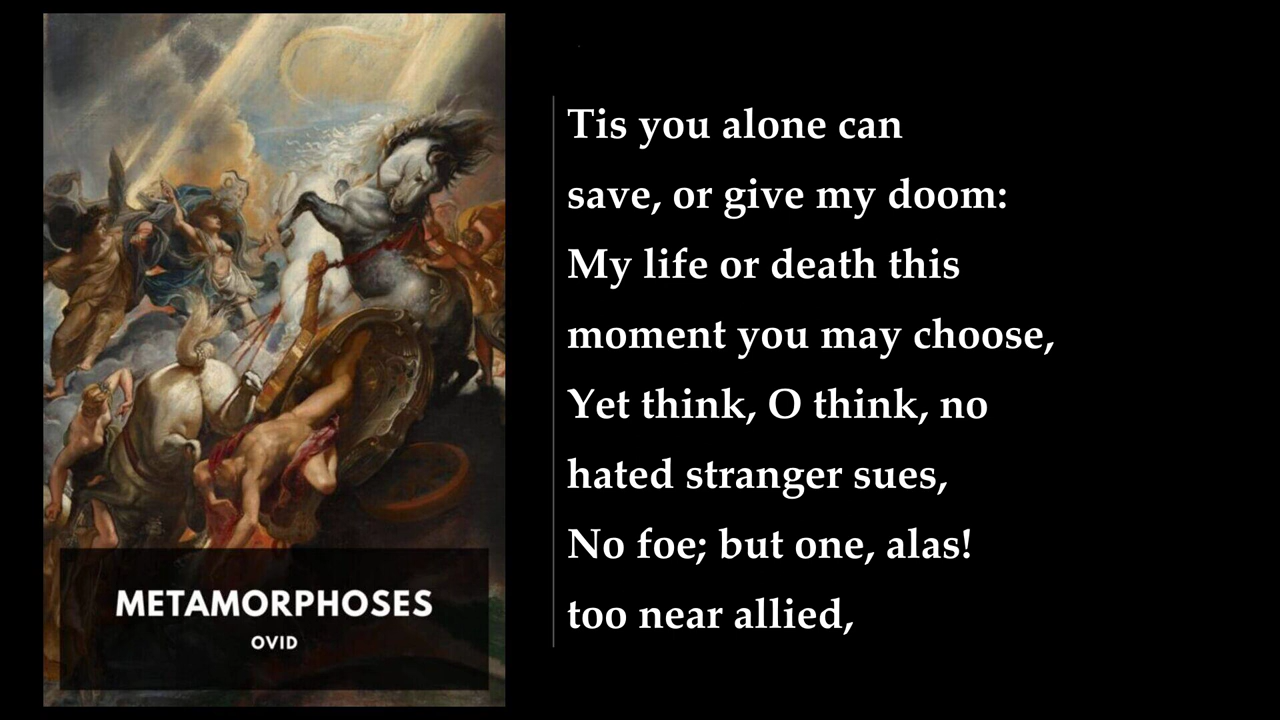 METAMORPHOSES
OVID
Tis you alone can
save, or give my doom:
My life or death this
moment you may choose,
Yet think, O think, no
hated stranger sues,
No foe; but one, alas!
too near allied,